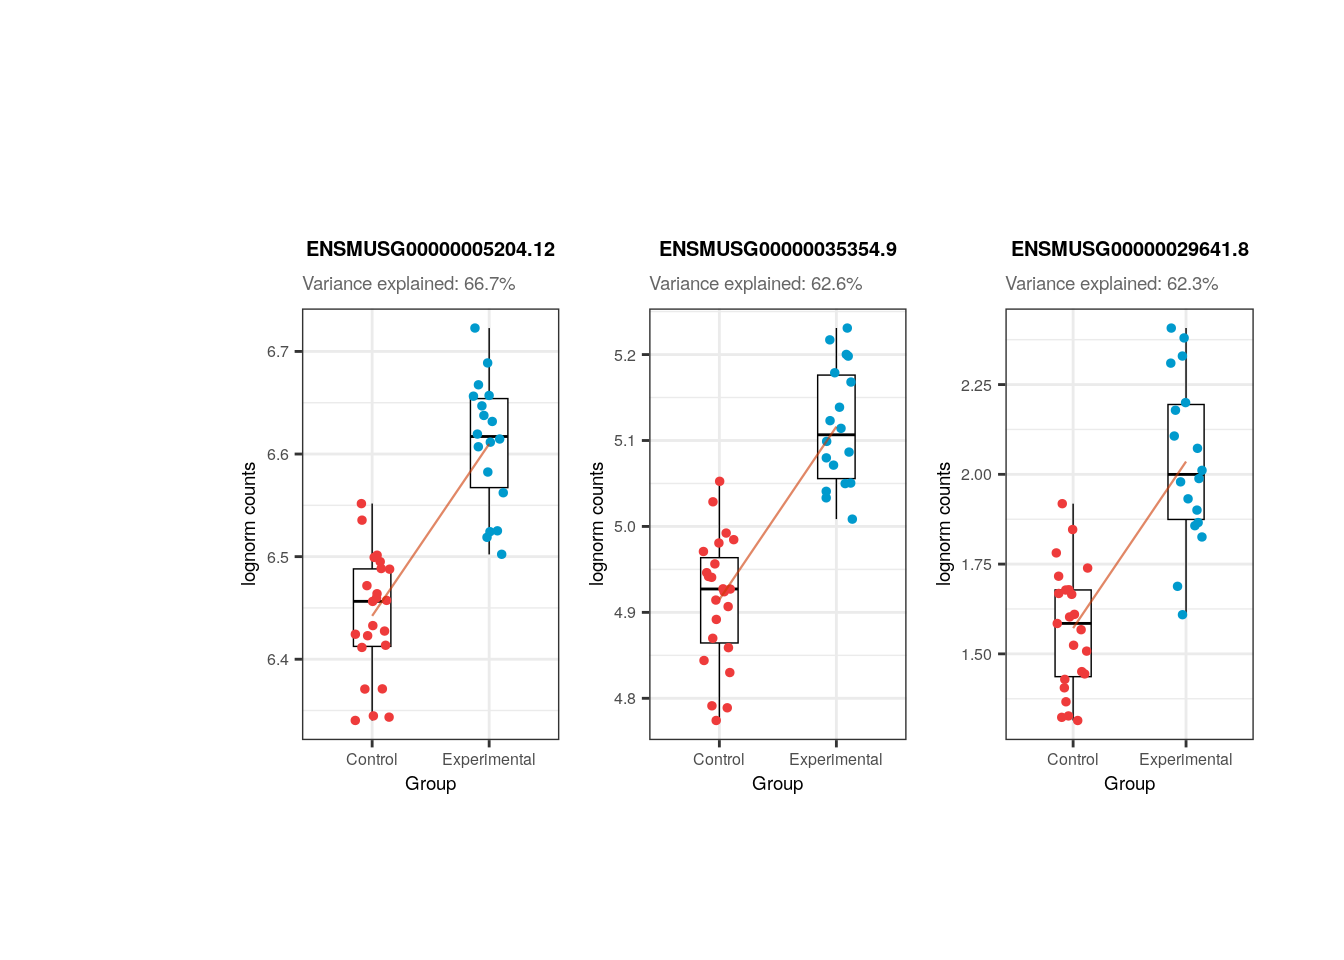 ENSMUSG00000005204.12
Variance explained: 66.7%
lognorm counts
6.7
6.6
6.5
6.4
Control
Experimental
Group
ENSMUSG00000035354.9
Variance explained: 62.6%
lognorm counts
5.2
5.1
5.0
4.9
4.8
Control
Experimental
Group
ENSMUSG00000029641.8
Variance explained: 62.3%
lognorm counts
2.25
2.00
1.75
1.50
Control
Experimental
Group